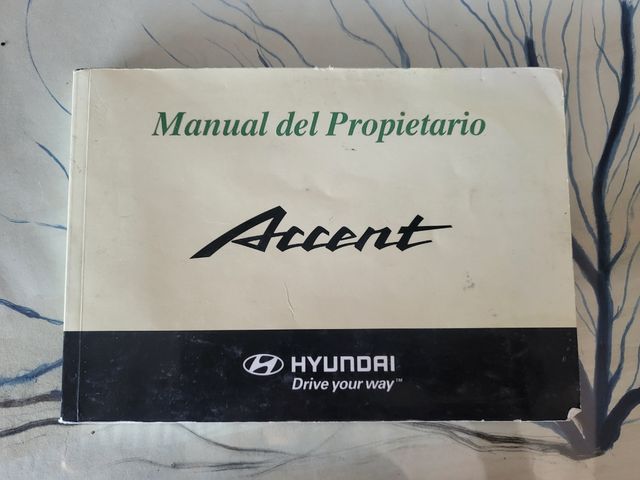 Manual del Propietario
Accent
HYUNDAI
Drive your way™